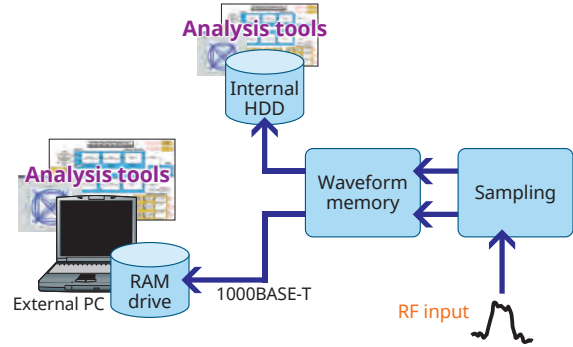 Analysis tools
Internal
HDD
Analysis tools
Waveform
memory
Sampling
RAM
drive
External PC
1000BASE-T
RF input